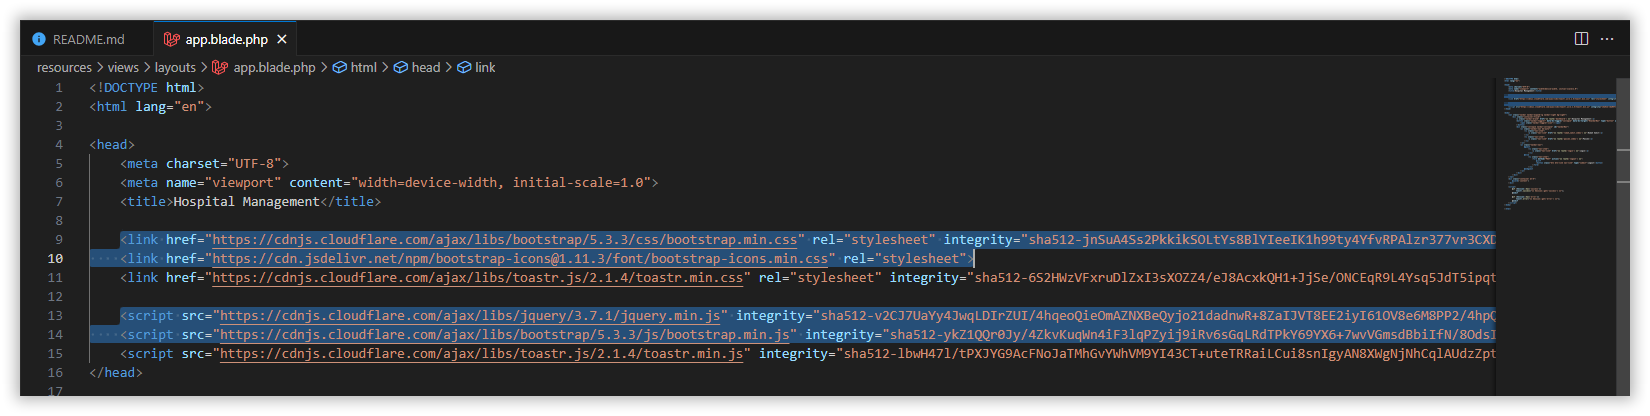 README.md
app.blade.php
resources > views > layouts > app.blade.php > html > head > link
1 <!DOCTYPE html>
2 <html lang="en">
3
4 <head>
5 <meta charset="UTF-8">
6 <meta name="viewport" content="width=device-width, initial-scale=1.0">
7 <title>Hospital Management</title>
8
9 <link href="https://cdnjs.cloudflare.com/ajax/libs/bootstrap/5.3.3/css/bootstrap.min.css" rel="stylesheet" integrity="sha512-jnSuA4Ss2PkkikSOLtYs8BlYIeeIK1h99ty4YfvRPAlzr377vr3CXD
10 <link href="https://cdn.jsdelivr.net/npm/bootstrap-icons@1.11.3/font/bootstrap-icons.min.css" rel="stylesheet">
11 <link href="https://cdnjs.cloudflare.com/ajax/libs/toastr.js/2.1.4/toastr.min.css" rel="stylesheet" integrity="sha512-6S2HWzVFxruDlZxI3sXOZZ4/eJ8AcxkQH1+JjSe/ONCEqR9L4Ysq5JdT5ipqt
12
13 <script src="https://cdnjs.cloudflare.com/ajax/libs/jquery/3.7.1/jquery.min.js" integrity="sha512-v2CJ7UaYy4JwqLDIrZUI/4hqeoQieOmAZNXBeQyjo21dadnwR+8ZaIJVT8EE2iyI61OV8e6M8PP2/4hpQ
14 <script src="https://cdnjs.cloudflare.com/ajax/libs/bootstrap/5.3.3/js/bootstrap.min.js" integrity="sha512-ykZ1QQr0Jy/4ZkvKuqWn4iF3lqPZyij9iRv6sGqLRdTPkY69YX6+7wvVGmsdBbiIfN/8OdsI
15 <script src="https://cdnjs.cloudflare.com/ajax/libs/toastr.js/2.1.4/toastr.min.js" integrity="sha512-lbwH47l/tPXJYG9AcFNoJaTMhGvYWhVM9YI43CT+uteTRRaiLCui8snIgyAN8XWgNjNhCqlAUdzZpt
16 </head>
17